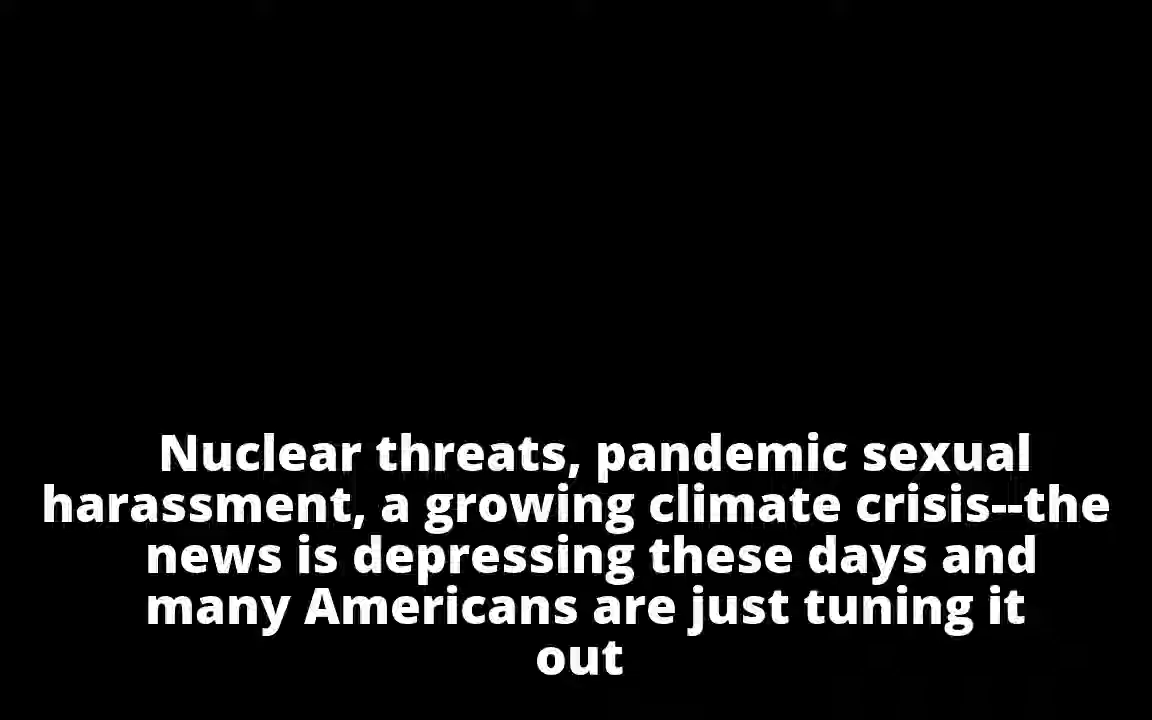 Nuclear threats, pandemic sexual
harassment, a growing climate crisis--the
news is depressing these days and
many Americans are just tuning it
out